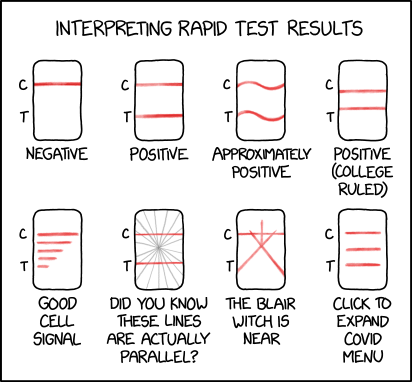 INTERPRETING RAPID TEST RESULTS
C
T
NEGATIVE
C
T
POSITIVE
C
T
APPROXIMATELY
POSITIVE
C
T
POSITIVE
(COLLEGE
RULED)
C
T
GOOD
CELL
SIGNAL
C
T
DID YOU KNOW
THESE LINES
ARE ACTUALLY
PARALLEL?
C
T
THE BLAIR
WITCH IS
NEAR
C
T
CLICK TO
EXPAND
COVID
MENU